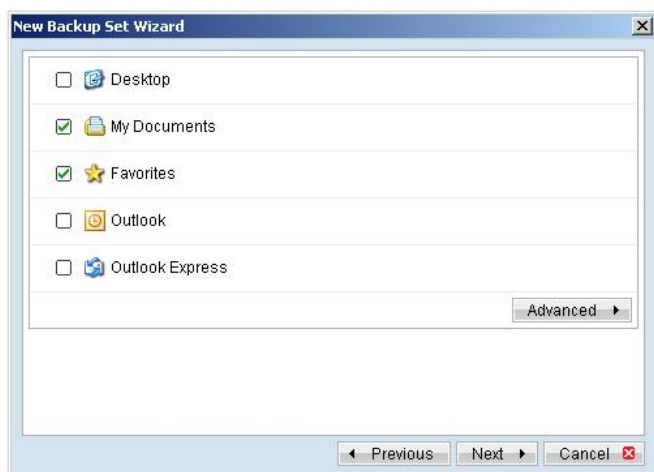 New Backup Set Wizard
Desktop
My Documents
Favorites
Outlook
Outlook Express
Advanced
Previous Next Cancel